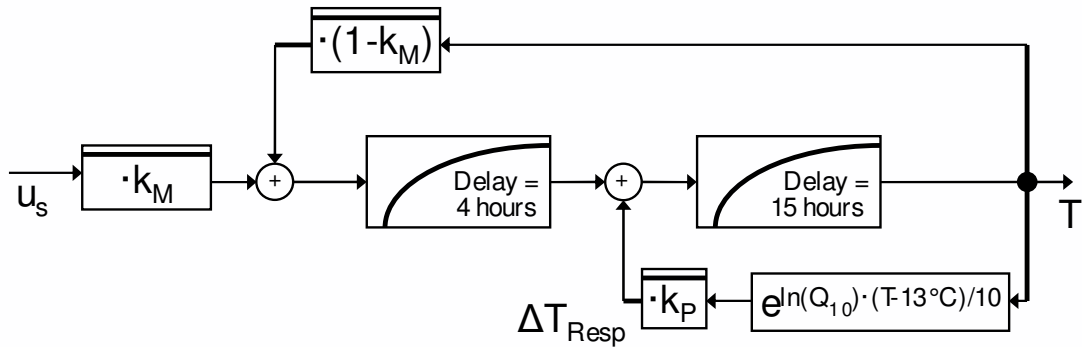 ·(1-k_M)
u_s
·k_M
+
Delay =
4 hours
+
Delay =
15 hours
T
ΔT_Resp
·k_P
e^ln(Q_10)·(T-13°C)/10